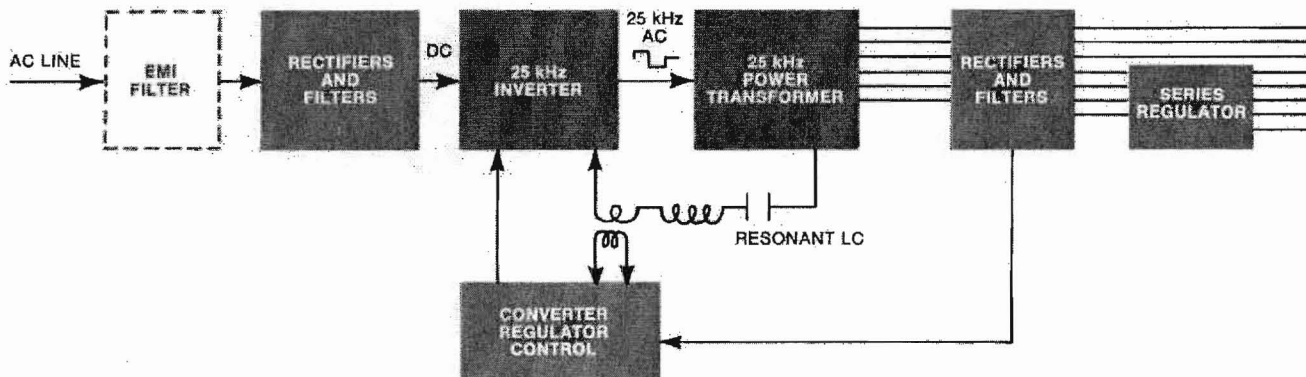 AC LINE
EMI
FILTER
RECTIFIERS
AND
FILTERS
DC
25 kHz
INVERTER
25 kHz
AC
25 kHz
POWER
TRANSFORMER
RECTIFIERS
AND
FILTERS
SERIES
REGULATOR
RESONANT LC
CONVERTER
REGULATOR
CONTROL